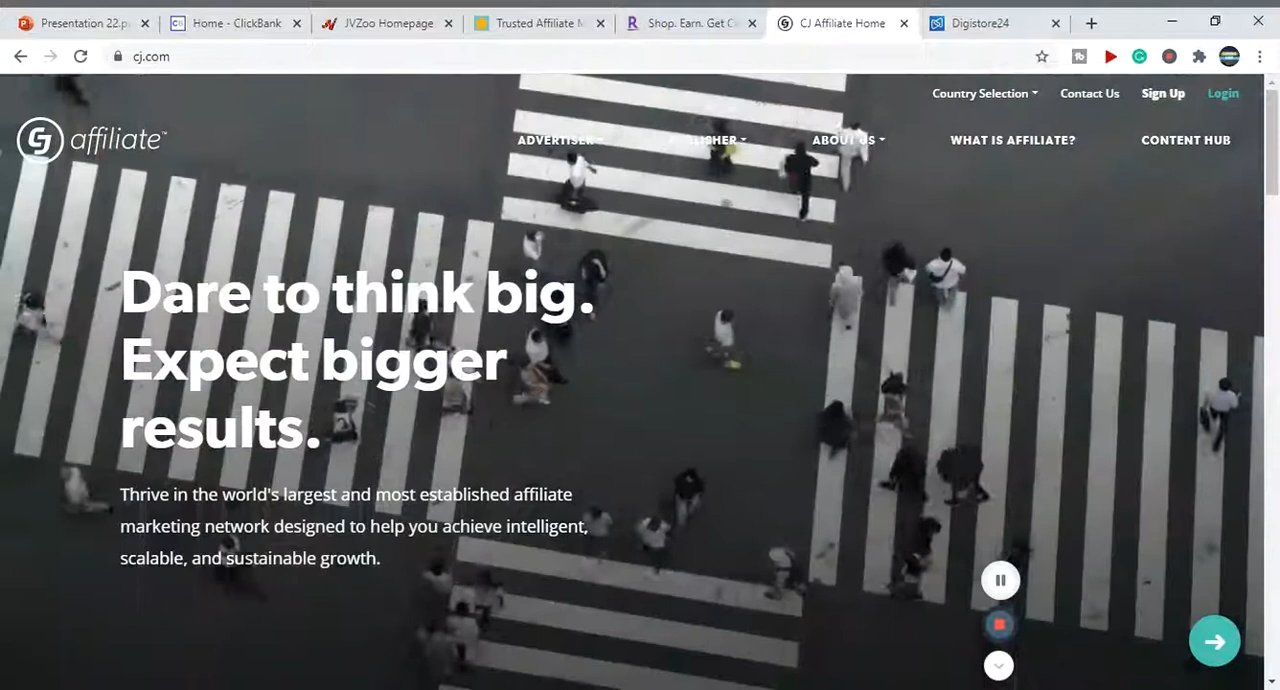 Presentation 22.p
Home - ClickBank
JVZoo Homepage
Trusted Affiliate
Shop. Earn. Get C
CJ Affiliate Home
Digistore24
cj.com
Country Selection
Contact Us
Sign Up
Login
CJ affiliate™
ADVERTISER
ABOUT US
WHAT IS AFFILIATE?
CONTENT HUB
Dare to think big.
Expect bigger
results.
Thrive in the world's largest and most established affiliate
marketing network designed to help you achieve intelligent,
scalable, and sustainable growth.